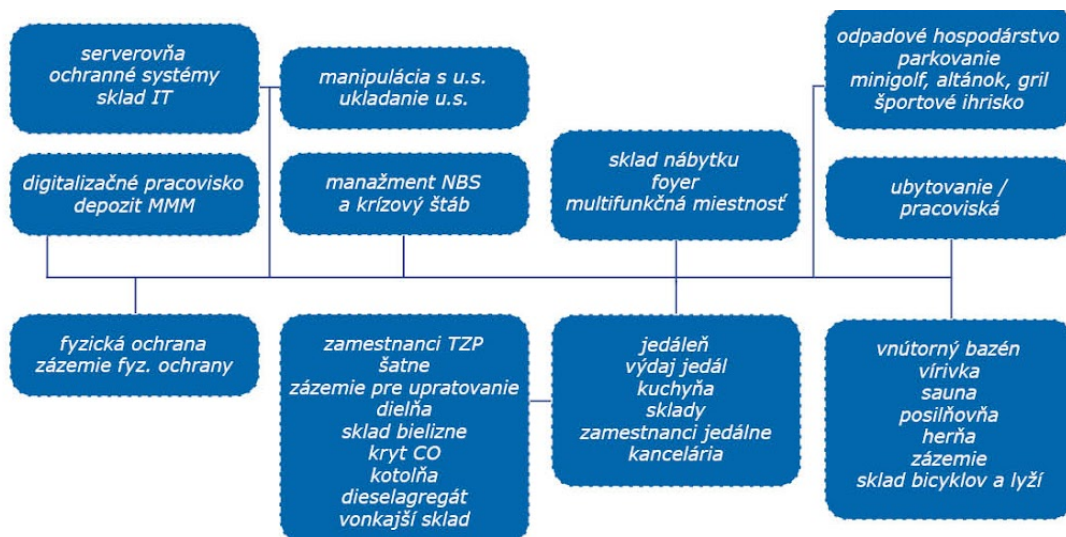 serverovňa
ochranné systémy
sklad IT
manipulácia s u.s.
ukladanie u.s.
odpadové hospodárstvo
parkovanie
minigolf, altánok, gril
športové ihrisko
digitalizačné pracovisko
depozit MMM
manažment NBS
a krízový štáb
sklad nábytku
foyer
multifunkčná miestnosť
ubytovanie /
pracoviská
fyzická ochrana
zázemie fyz. ochrany
zamestnanci TZP
šatne
zázemie pre upratovanie
dielňa
sklad bielizne
kryt CO
kotolňa
dieselagregát
vonkajší sklad
jedáleň
výdaj jedál
kuchyňa
sklady
zamestnanci jedálne
kancelária
vnútorný bazén
vírivka
sauna
posilňovňa
herňa
zázemie
sklad bicyklov a lyží